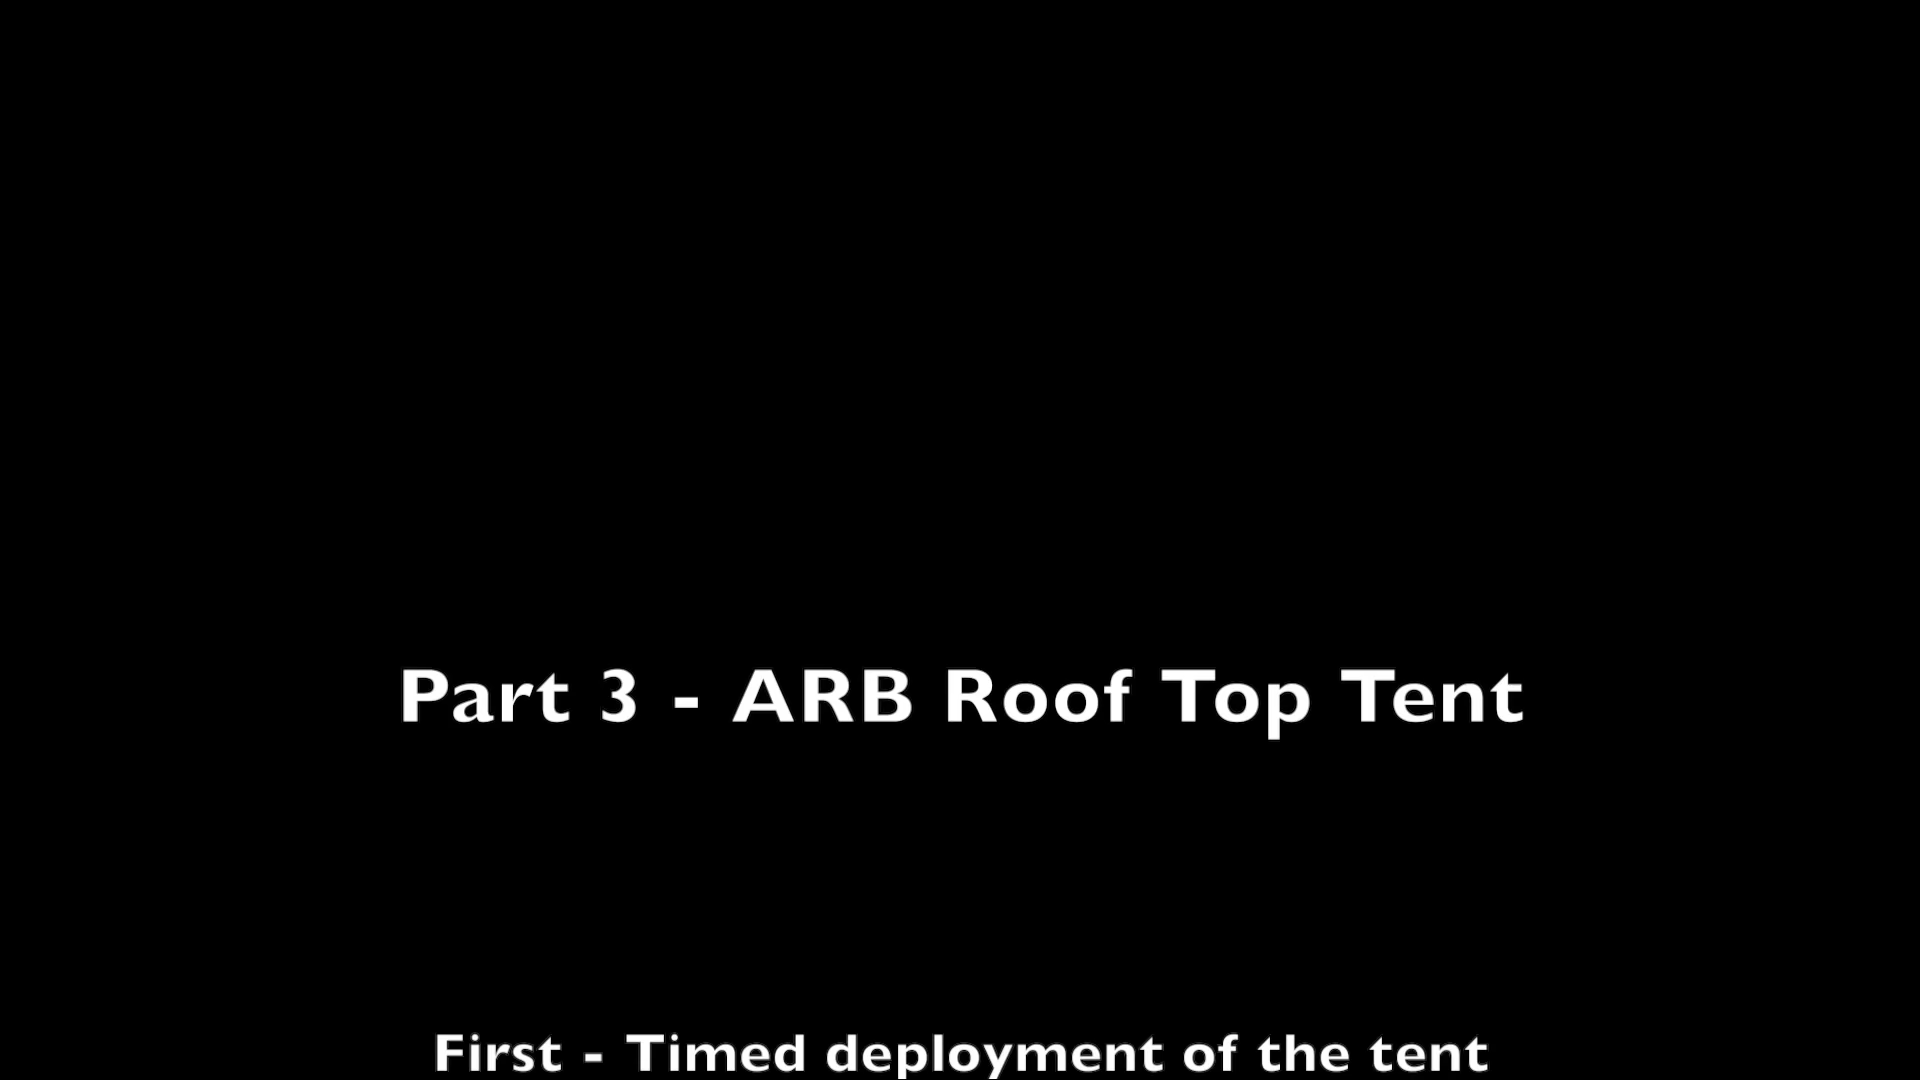 Part 3 - ARB Roof Top Tent
First - Timed deployment of the tent